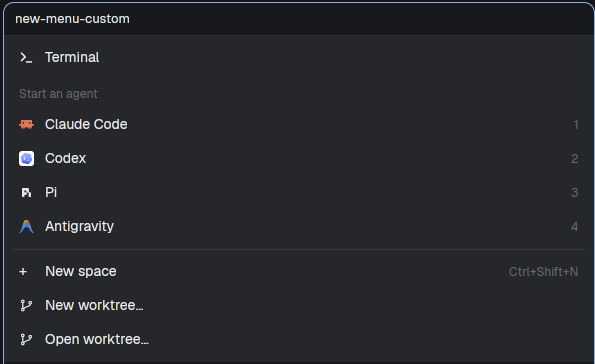 new-menu-custom
Terminal
Start an agent
Claude Code 1
Codex 2
Pi 3
Antigravity 4
New space Ctrl+Shift+N
New worktree...
Open worktree...